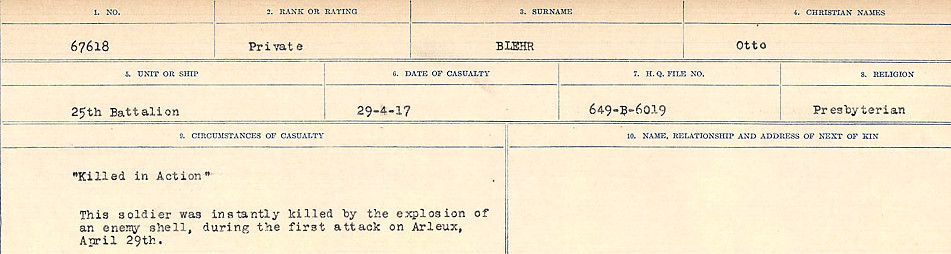 1. NO.
2. RANK OR RATING
3. SURNAME
4. CHRISTIAN NAMES
67618
Private
BLEHR
Otto
5. UNIT OR SHIP
6. DATE OF CASUALTY
7. H. Q. FILE NO.
8. RELIGION
25th Battalion
29-4-17
649-B-6019
Presbyterian
9. CIRCUMSTANCES OF CASUALTY
10. NAME, RELATIONSHIP AND ADDRESS OF NEXT OF KIN
"Killed in Action"
This soldier was instantly killed by the explosion of
an enemy shell, during the first attack on Arleux,
April 29th.